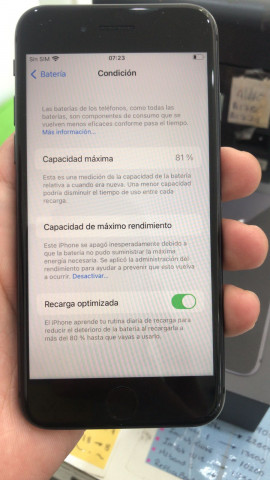 Sin SIM 07:23
Batería Condición
Las baterías de los teléfonos, como todas las
baterías, son componentes de consumo que se
vuelven menos eficaces conforme pasa el tiempo.
Más información...
Capacidad máxima 81 %
Esta es una medición de la capacidad de la batería
relativa a cuando era nueva. Una menor capacidad
podría disminuir el tiempo de uso entre cada
recarga.
Capacidad de máximo rendimiento
Este iPhone se apagó inesperadamente debido a
que la batería no pudo suministrar la máxima
energía necesaria. Se aplicó la administración del
rendimiento para ayudar a prevenir que esto vuelva
a ocurrir. Desactivar...
Recarga optimizada
El iPhone aprende tu rutina diaria de recarga para
reducir el deterioro de la batería al recargarla a
más del 80 % hasta que vayas a usarlo.